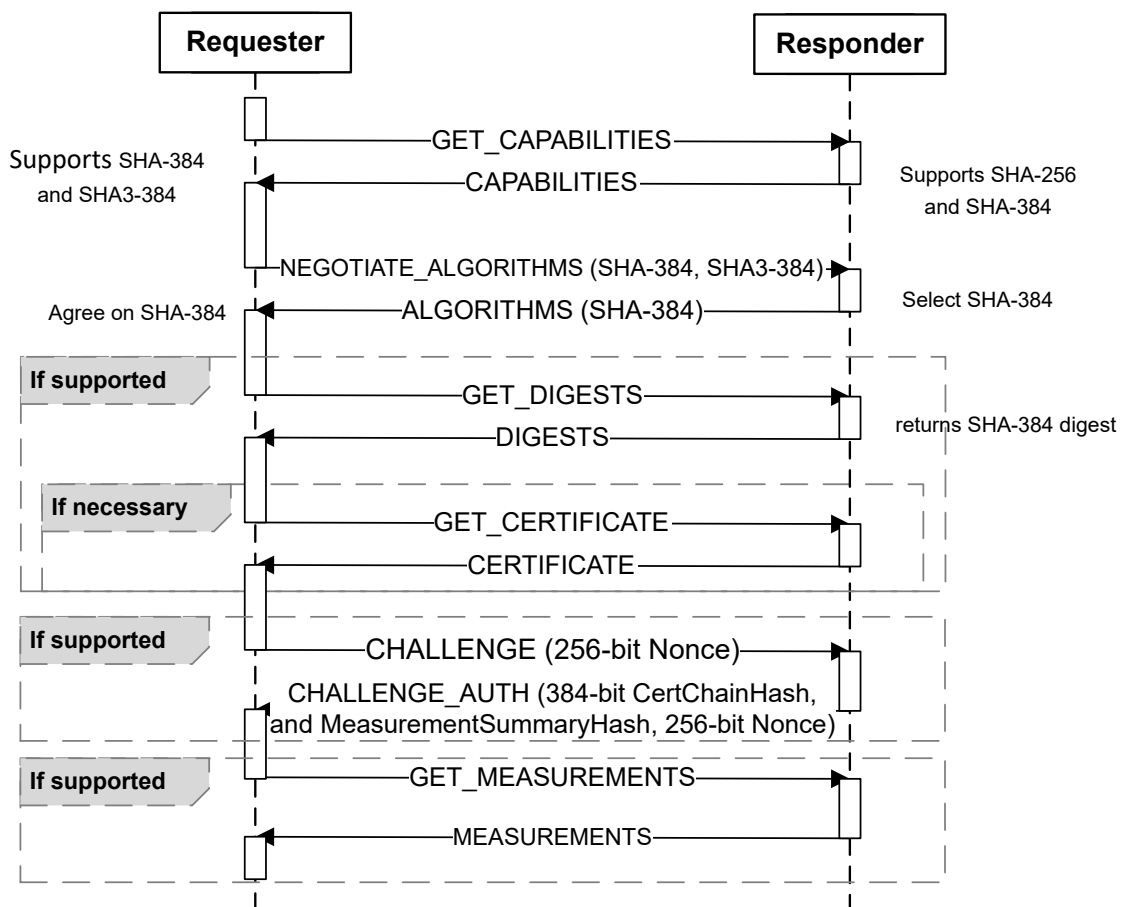 Requester
Responder
GET_CAPABILITIES
Supports SHA-384
and SHA3-384
CAPABILITIES
Supports SHA-256
and SHA-384
NEGOTIATE_ALGORITHMS (SHA-384, SHA3-384)
Agree on SHA-384
ALGORITHMS (SHA-384)
Select SHA-384
If supported
GET_DIGESTS
DIGESTS
returns SHA-384 digest
If necessary
GET_CERTIFICATE
CERTIFICATE
If supported
CHALLENGE (256-bit Nonce)
CHALLENGE_AUTH (384-bit CertChainHash,
and MeasurementSummaryHash, 256-bit Nonce)
If supported
GET_MEASUREMENTS
MEASUREMENTS